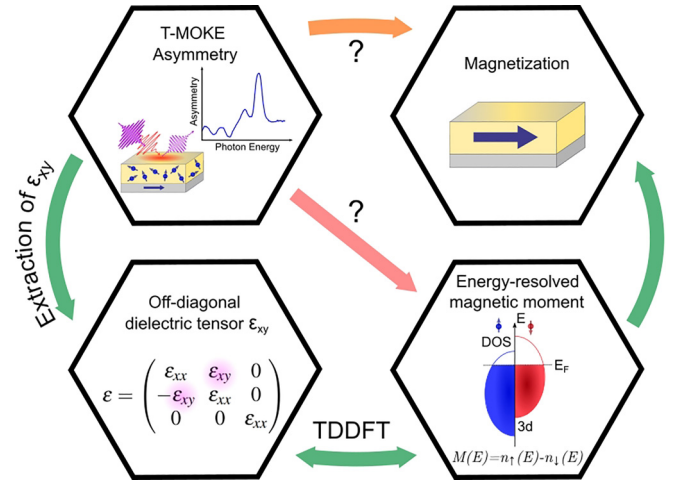 T-MOKE
Asymmetry
Asymmetry
Photon Energy
?
Magnetization
Extraction of εxy
?
Off-diagonal
dielectric tensor εxy
ε = ( εxx εxy 0
-εxy εxx 0
0 0 εxx )
TDDFT
Energy-resolved
magnetic moment
E
DOS
EF
3d
M(E)=n↑(E)-n↓(E)